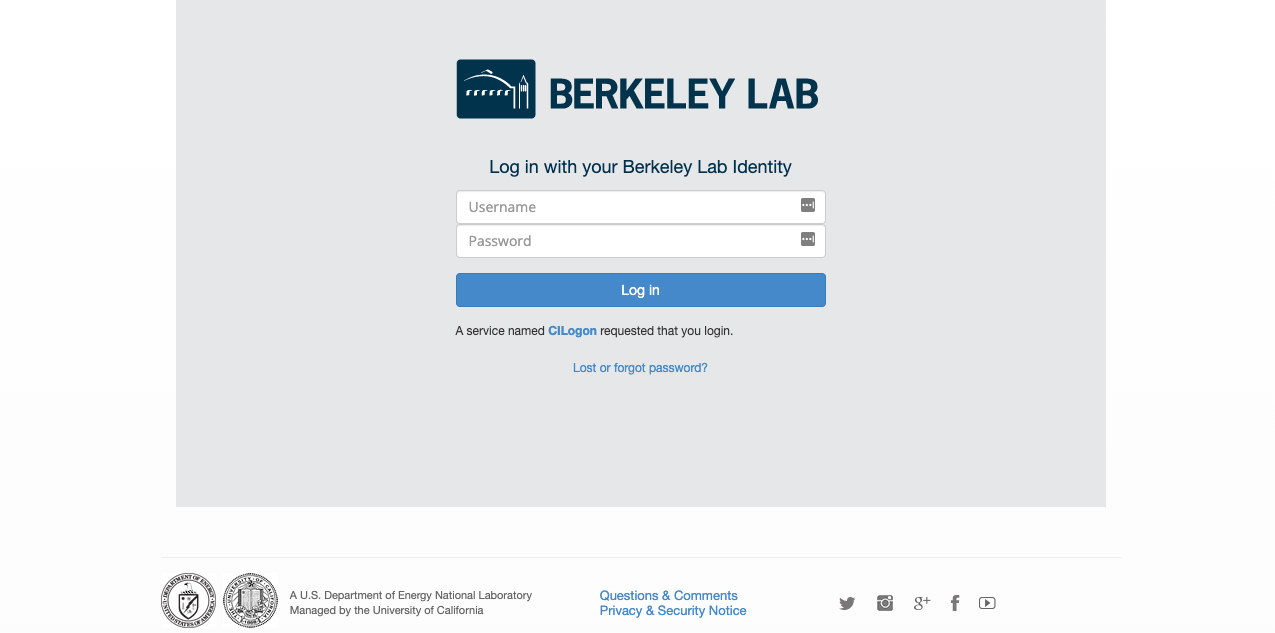 BERKELEY LAB
Log in with your Berkeley Lab Identity
Username
Password
Log in
A service named CILogon requested that you login.
Lost or forgot password?
A U.S. Department of Energy National Laboratory
Managed by the University of California
Questions & Comments
Privacy & Security Notice